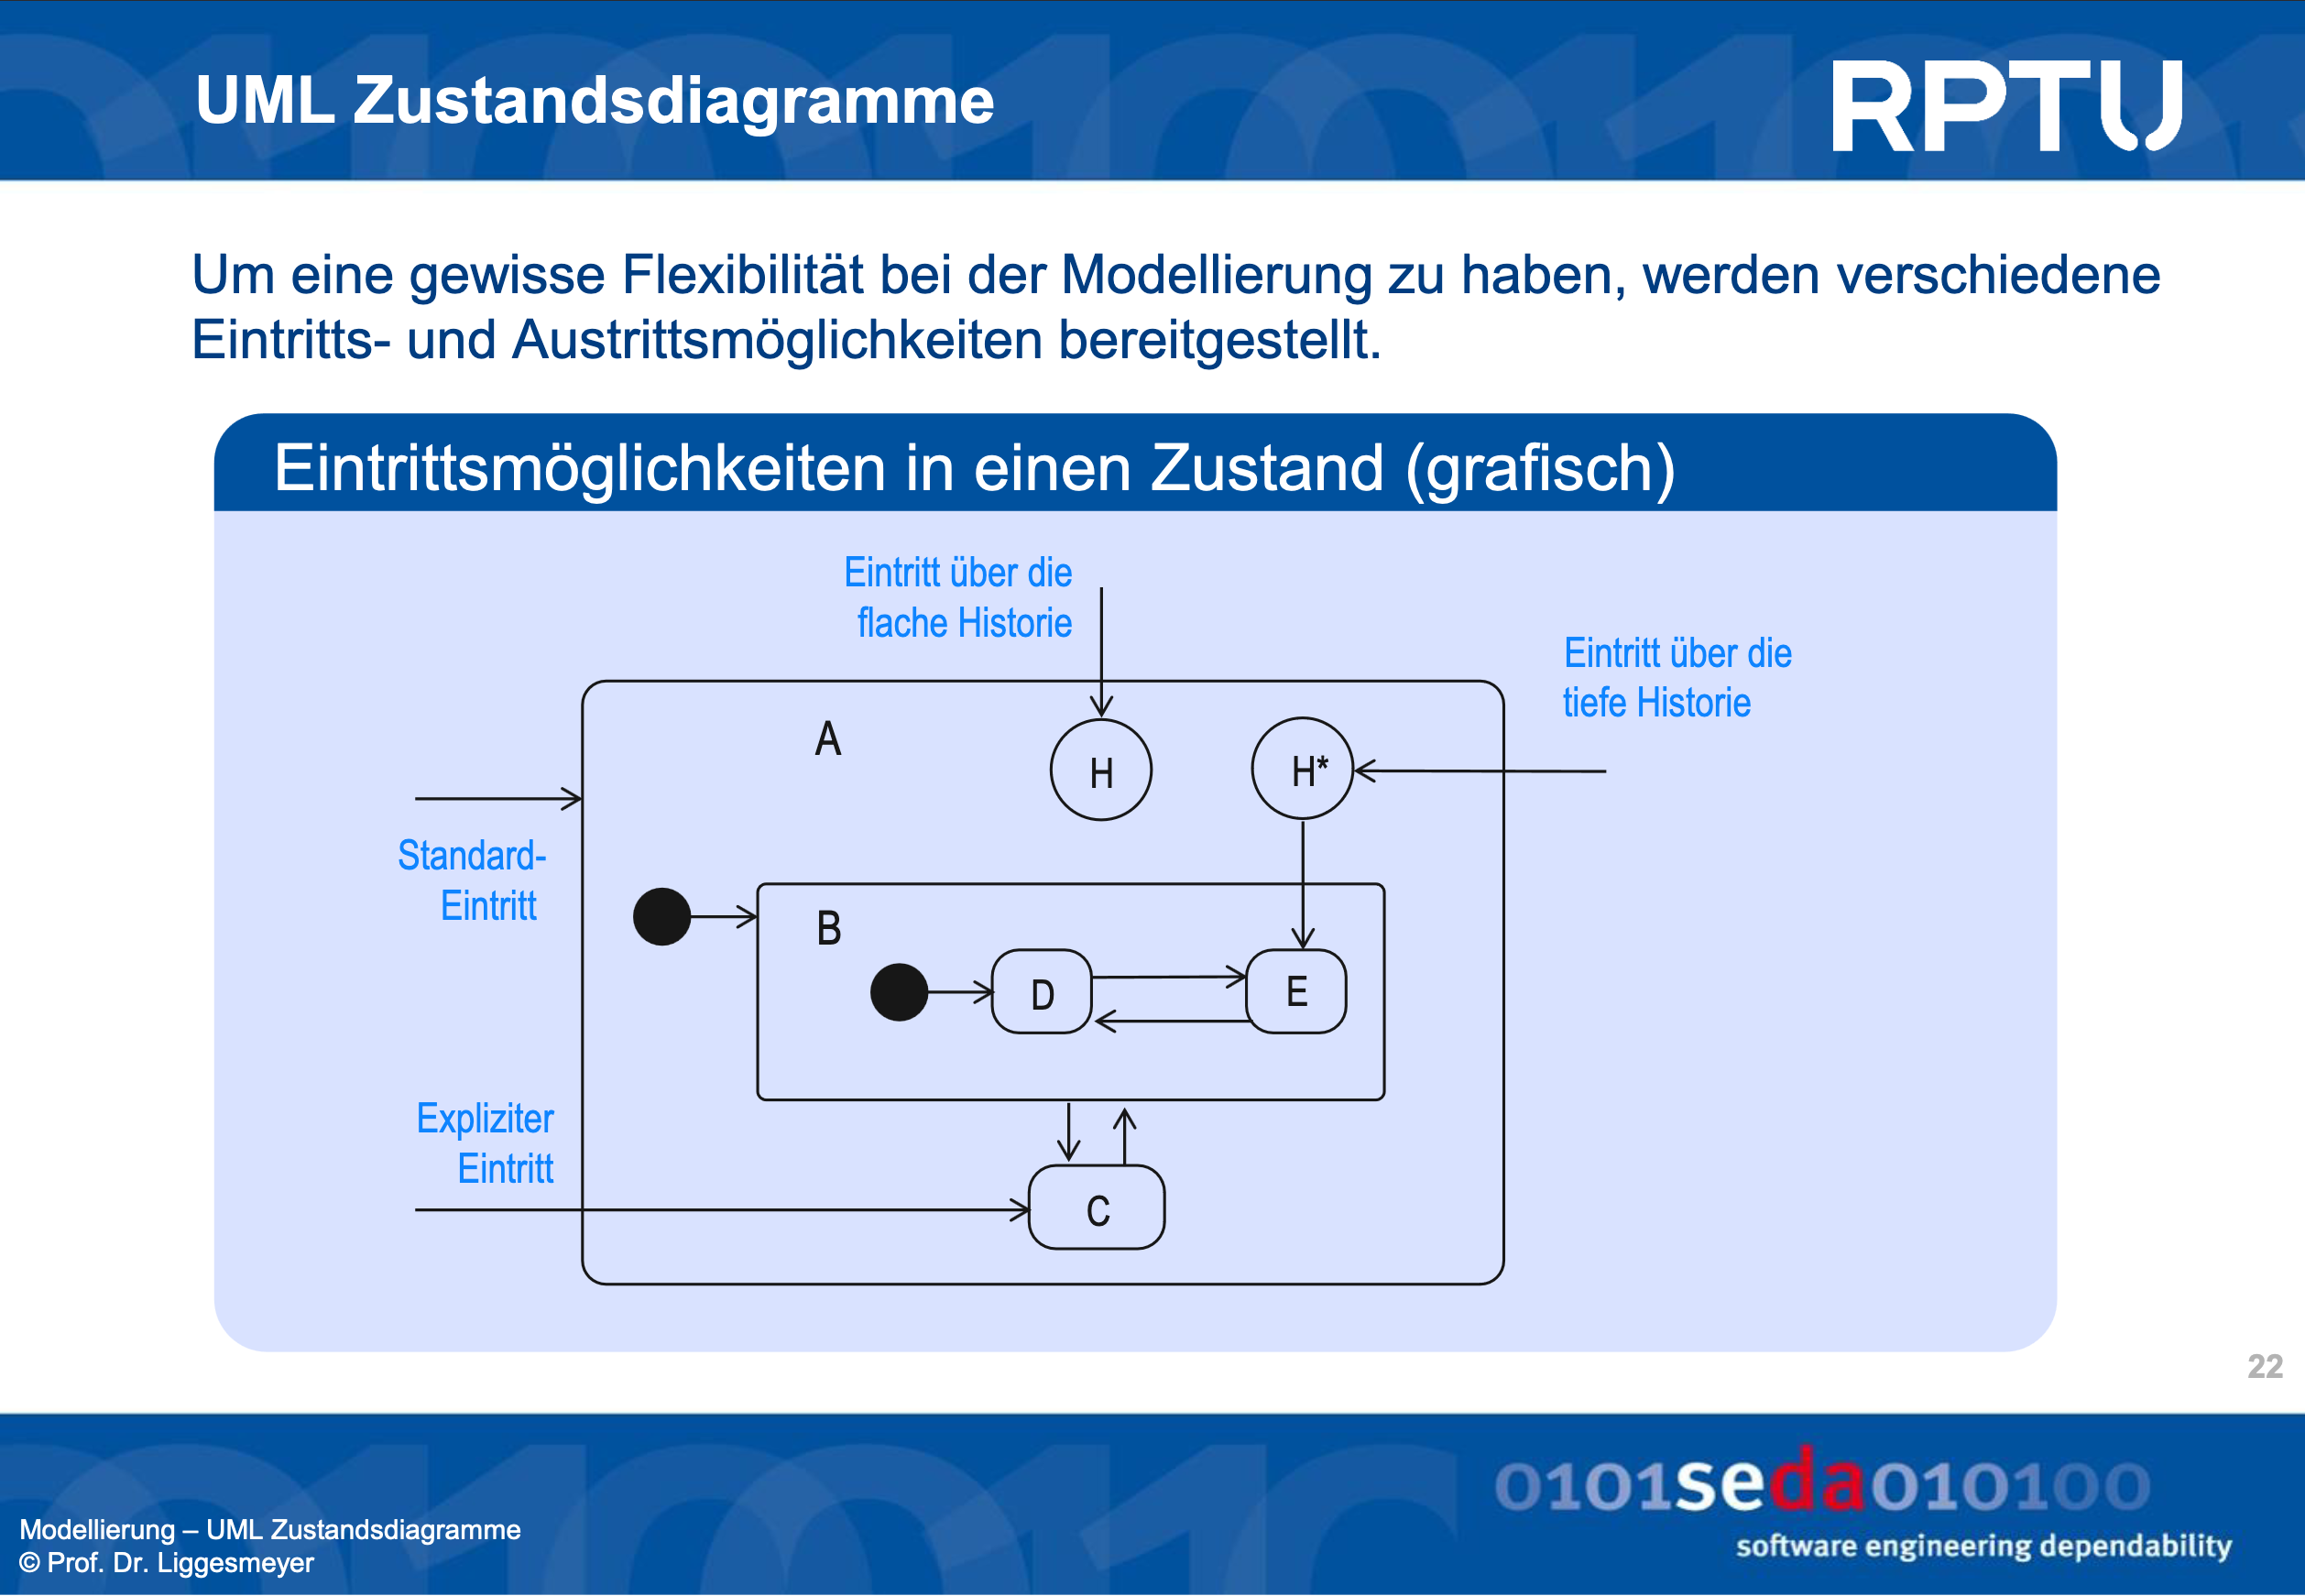 UML Zustandsdiagramme
RPTU
Um eine gewisse Flexibilität bei der Modellierung zu haben, werden verschiedene
Eintritts- und Austrittsmöglichkeiten bereitgestellt.
Eintrittsmöglichkeiten in einen Zustand (grafisch)
Eintritt über die
flache Historie
Eintritt über die
tiefe Historie
A
H
H*
Standard-
Eintritt
B
D
E
Expliziter
Eintritt
C
22
0101seda010100
software engineering dependability
Modellierung – UML Zustandsdiagramme
© Prof. Dr. Liggesmeyer